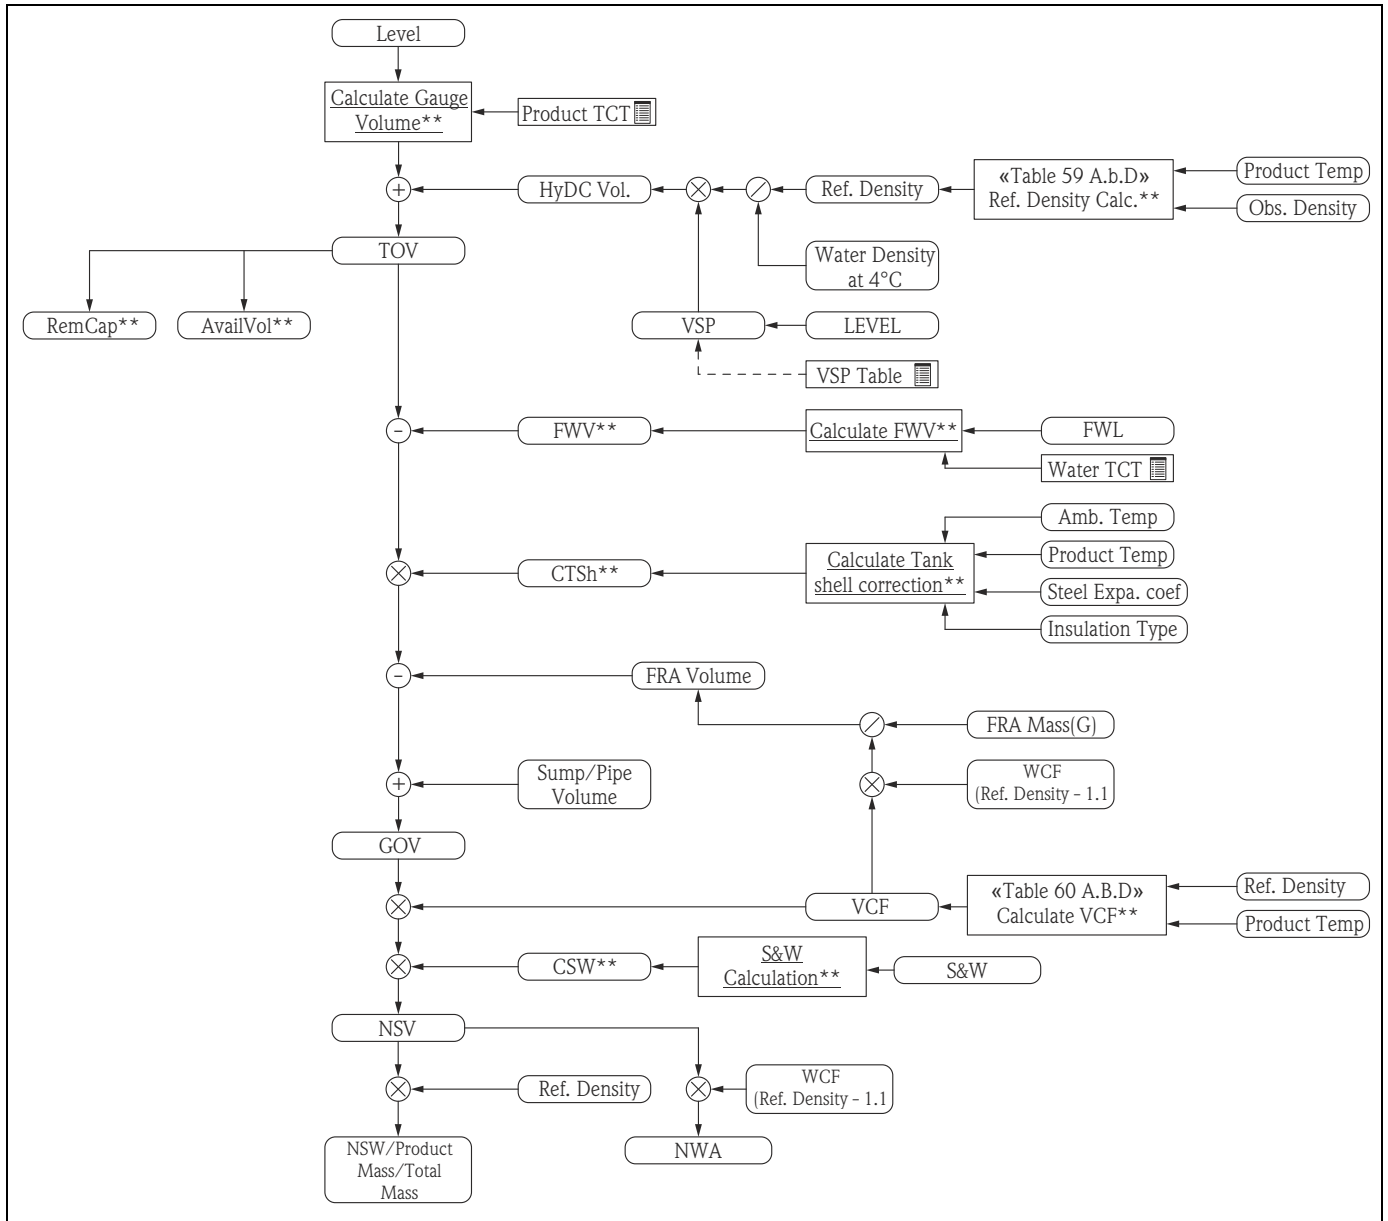 Level
Calculate Gauge
Volume**
Product TCT
+
HyDC Vol.
×
/
Ref. Density
«Table 59 A.b.D»
Ref. Density Calc.**
Product Temp
Obs. Density
TOV
Water Density
at 4°C
RemCap**
AvailVol**
VSP
LEVEL
VSP Table
-
FWV**
Calculate FWV**
FWL
Water TCT
Amb. Temp
×
CTSh**
Calculate Tank
shell correction**
Product Temp
Steel Expa. coef
Insulation Type
-
FRA Volume
/
FRA Mass(G)
+
Sump/Pipe
Volume
×
WCF
(Ref. Density - 1.1
GOV
×
VCF
«Table 60 A.B.D»
Calculate VCF**
Ref. Density
Product Temp
×
CSW**
S&W
Calculation**
S&W
NSV
×
Ref. Density
×
WCF
(Ref. Density - 1.1
NSW/Product
Mass/Total
Mass
NWA